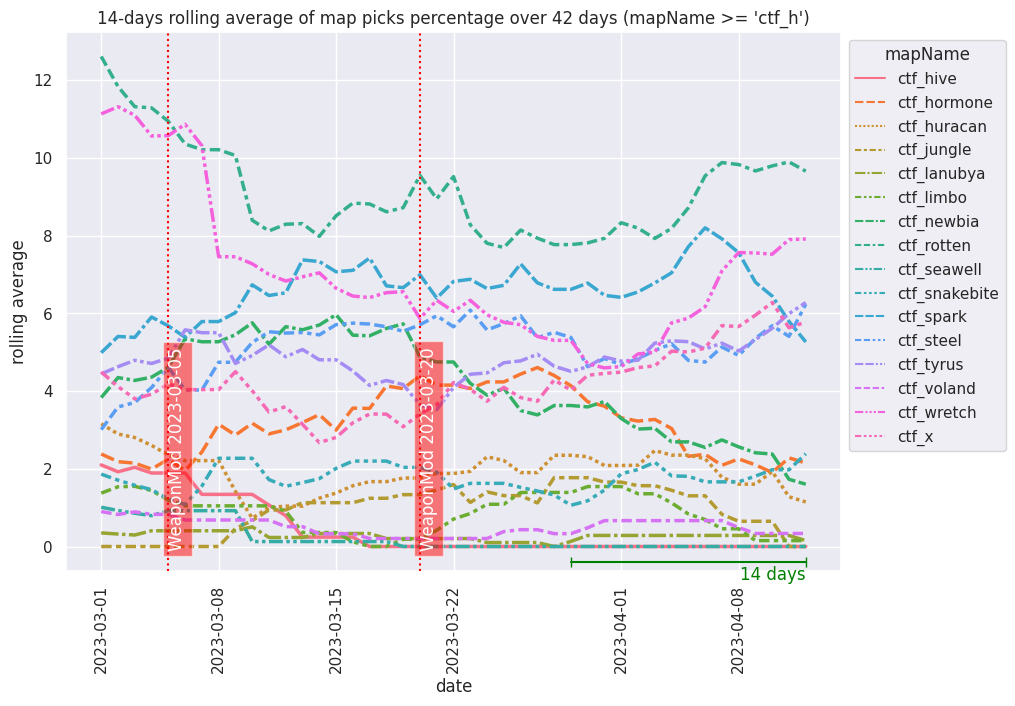 14-days rolling average of map picks percentage over 42 days (mapName >= 'ctf_h')
rolling average
12
10
8
6
4
2
0
WeaponMod 2023-03-05
WeaponMod 2023-03-20
14 days
2023-03-01
2023-03-08
2023-03-15
2023-03-22
2023-04-01
2023-04-08
date
mapName
ctf_hive
ctf_hormone
ctf_huracan
ctf_jungle
ctf_lanubya
ctf_limbo
ctf_newbia
ctf_rotten
ctf_seawell
ctf_snakebite
ctf_spark
ctf_steel
ctf_tyrus
ctf_voland
ctf_wretch
ctf_x